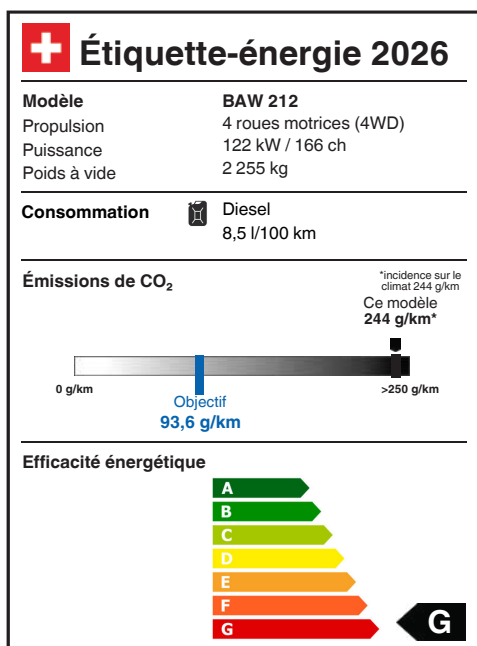 Étiquette-énergie 2026
Modèle BAW 212
Propulsion 4 roues motrices (4WD)
Puissance 122 kW / 166 ch
Poids à vide 2 255 kg
Consommation Diesel
8,5 l/100 km
Émissions de CO₂
*incidence sur le
climat 244 g/km
Ce modèle
244 g/km*
0 g/km >250 g/km
Objectif
93,6 g/km
Efficacité énergétique
A
B
C
D
E
F
G G